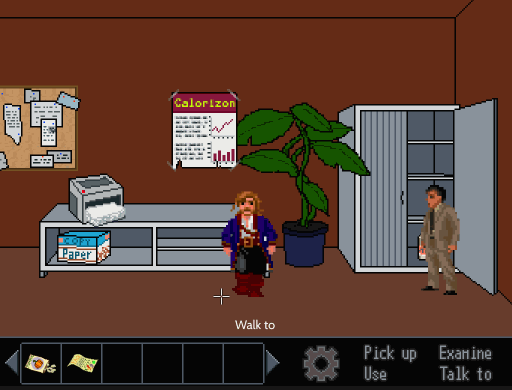 Calorizon
COPY
Paper
Walk to
Pick up
Examine
Use
Talk to